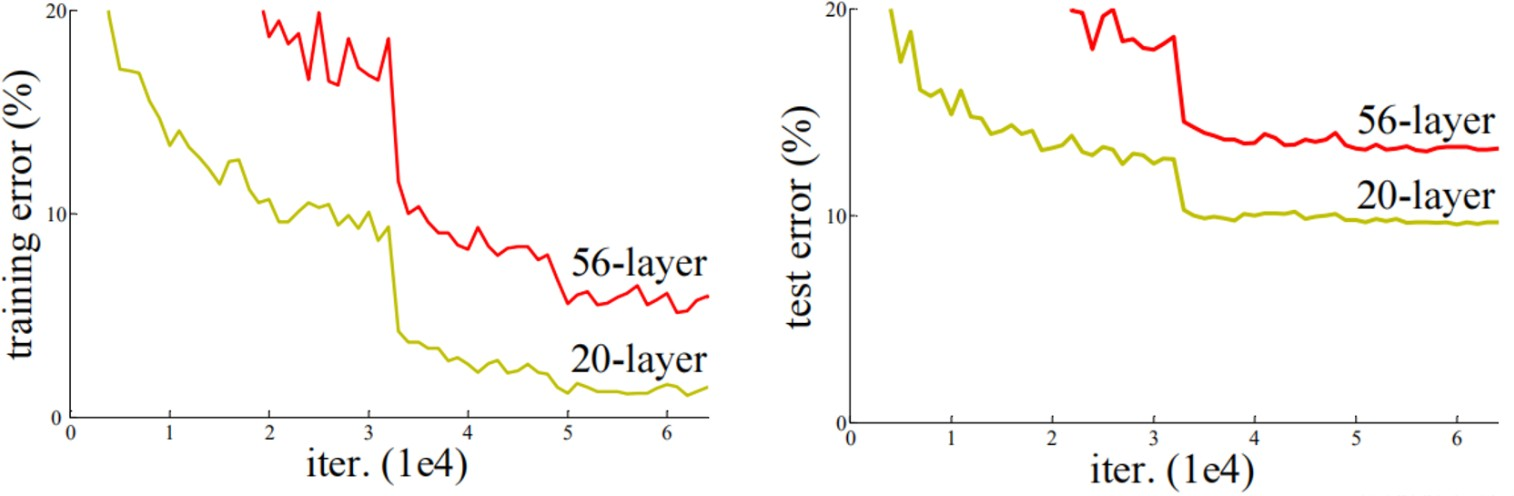 20
10
0
training error (%)
56-layer
20-layer
0 1 2 3 4 5 6
iter. (1e4)
20
10
0
test error (%)
56-layer
20-layer
0 1 2 3 4 5 6
iter. (1e4)